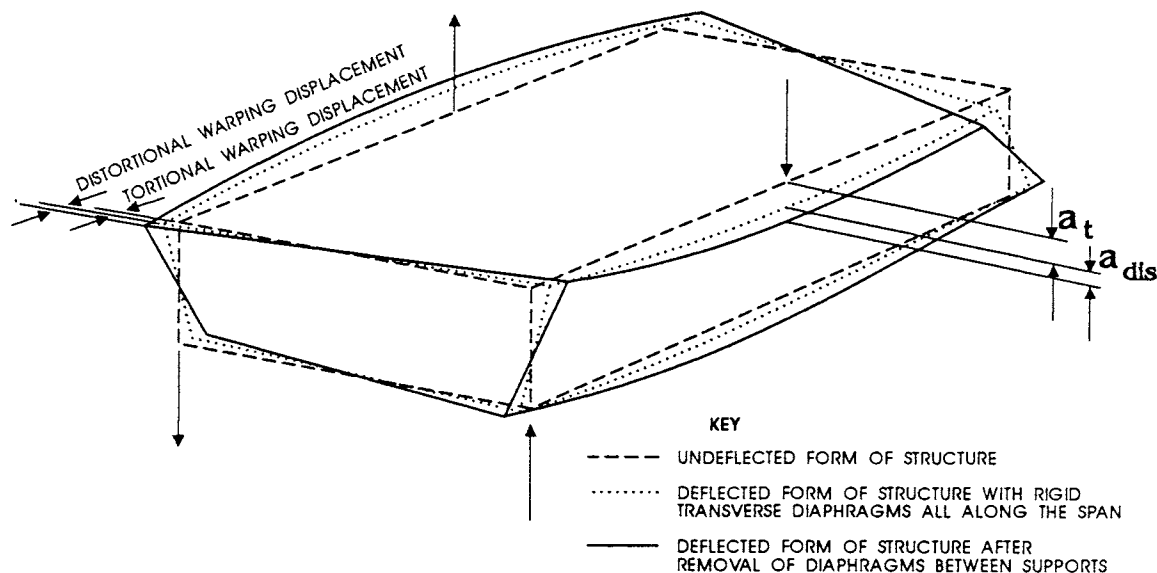 DISTORTIONAL WARPING DISPLACEMENT
TORTIONAL WARPING DISPLACEMENT
a t
a dis
KEY
UNDEFLECTED FORM OF STRUCTURE
DEFLECTED FORM OF STRUCTURE WITH RIGID
TRANSVERSE DIAPHRAGMS ALL ALONG THE SPAN
DEFLECTED FORM OF STRUCTURE AFTER
REMOVAL OF DIAPHRAGMS BETWEEN SUPPORTS